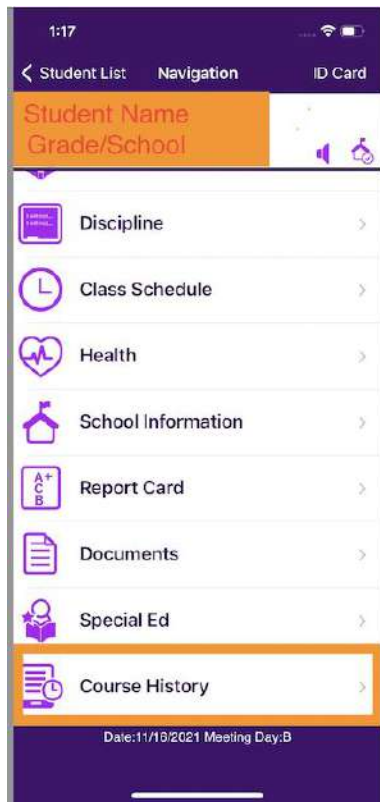 1:17
Student List Navigation ID Card
Student Name
Grade/School
Discipline
Class Schedule
Health
School Information
A+
C
B
Report Card
Documents
Special Ed
Course History
Date:11/16/2021 Meeting Day:B